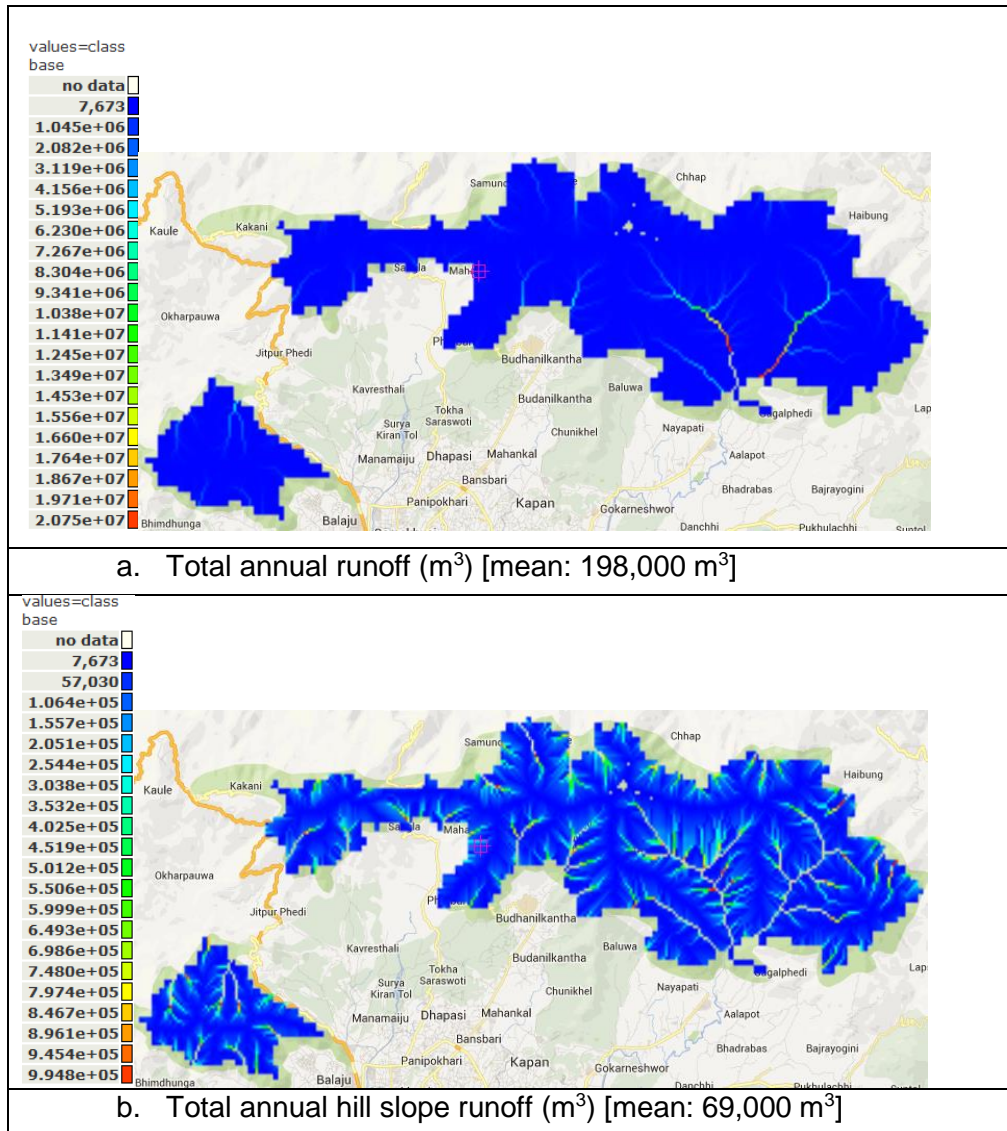 values=class
base
no data
7,673
1.045e+06
2.082e+06
3.119e+06
4.156e+06
5.193e+06
6.230e+06
7.267e+06
8.304e+06
9.341e+06
1.038e+07
1.141e+07
1.245e+07
1.349e+07
1.453e+07
1.556e+07
1.660e+07
1.764e+07
1.867e+07
1.971e+07
2.075e+07
Chhap
Haibung
Kaule
Kakani
Okharpauwa
Jitpur Phedi
Budhanilkantha
Kavresthali
Baluwa
Budanilkantha
Tokha
Saraswoti
Surya
Kiran Tol
Chunikhel
Nayapati
Manamaiju
Dhapasi
Mahankal
Aalapot
Bansbari
Bhadrabas
Bajrayogini
Panipokhari
Kapan
Gokarneshwor
Bhimdhunga
Balaju
Danchhi
Pukhulachhi
a. Total annual runoff (m³) [mean: 198,000 m³]
values=class
base
no data
7,673
57,030
1.064e+05
1.557e+05
2.051e+05
2.544e+05
3.038e+05
3.532e+05
4.025e+05
4.519e+05
5.012e+05
5.506e+05
5.999e+05
6.493e+05
6.986e+05
7.480e+05
7.974e+05
8.467e+05
8.961e+05
9.454e+05
9.948e+05
Chhap
Haibung
Kaule
Kakani
Okharpauwa
Jitpur Phedi
Budhanilkantha
Kavresthali
Baluwa
Budanilkantha
Tokha
Saraswoti
Surya
Kiran Tol
Chunikhel
Nayapati
Manamaiju
Dhapasi
Mahankal
Aalapot
Bansbari
Bhadrabas
Bajrayogini
Panipokhari
Kapan
Gokarneshwor
Bhimdhunga
Balaju
Danchhi
b. Total annual hill slope runoff (m³) [mean: 69,000 m³]